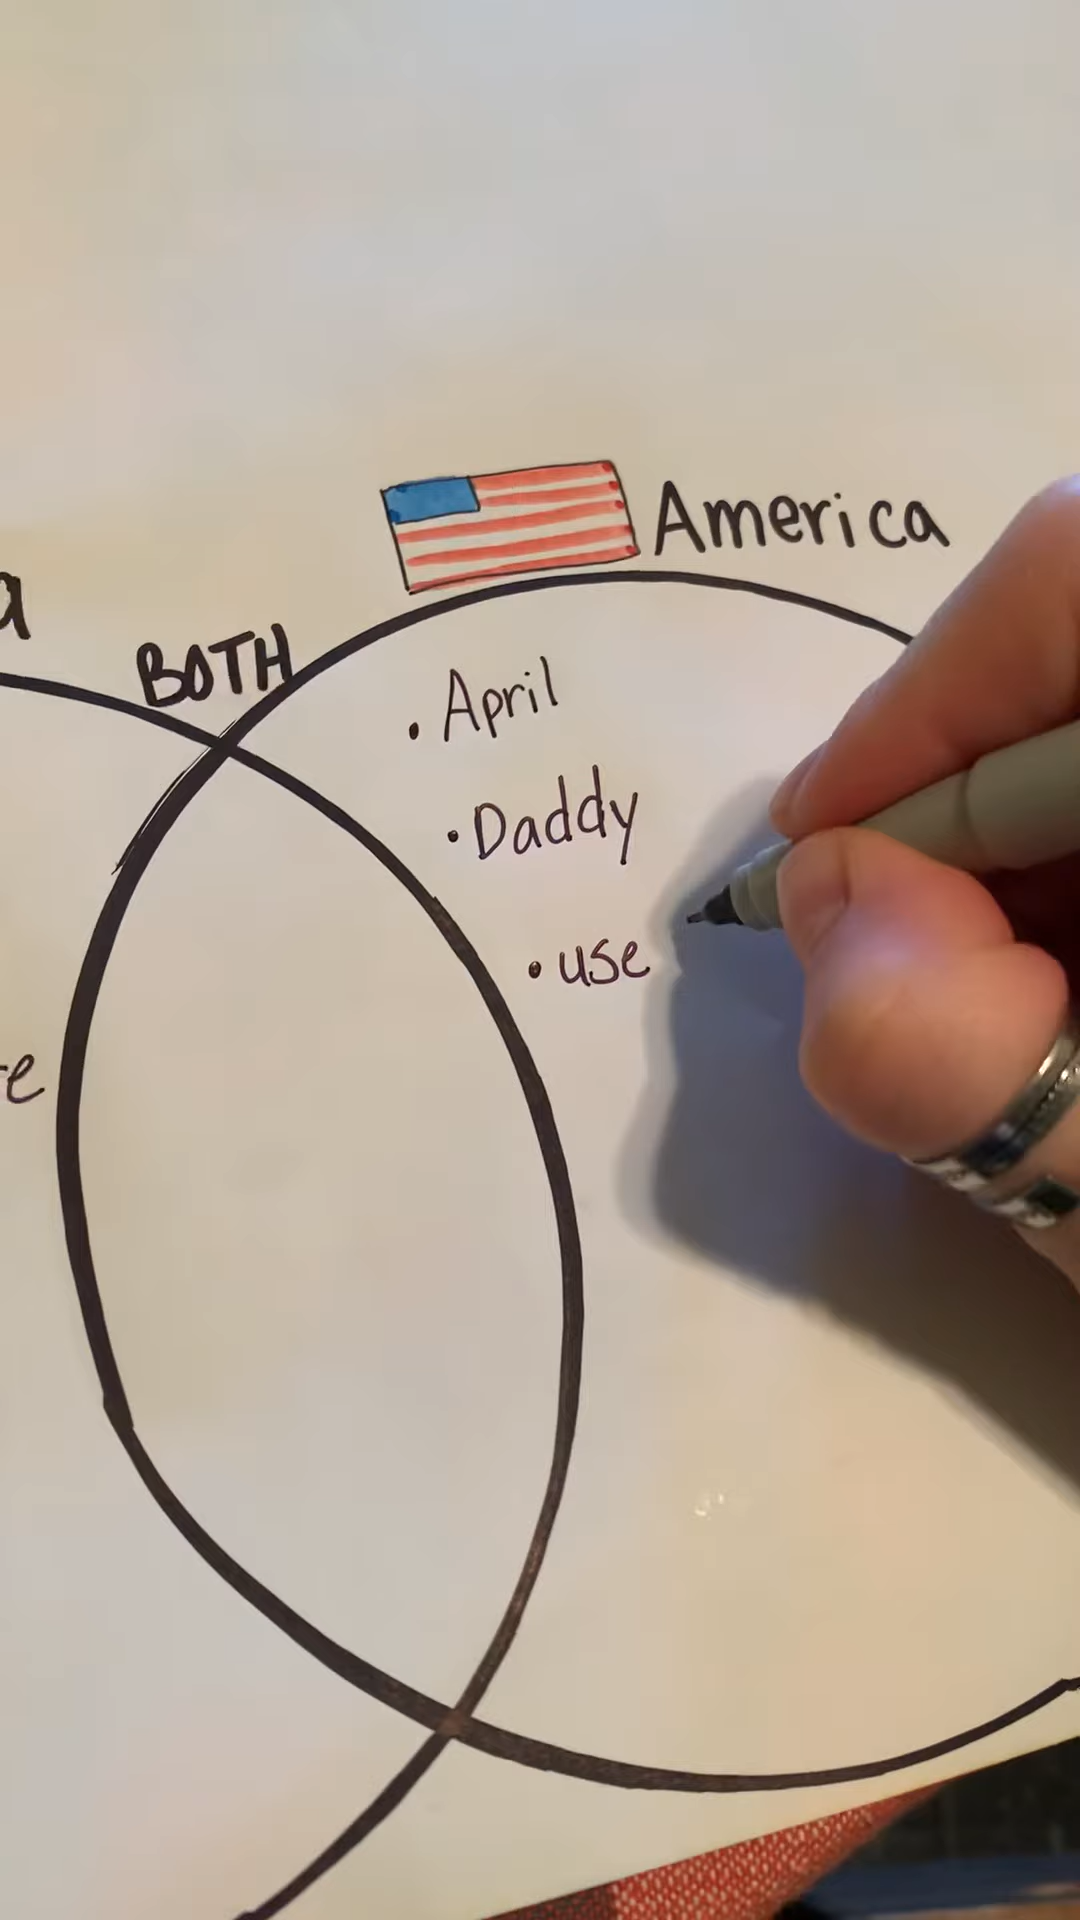 America
BOTH
• April
• Daddy
• use